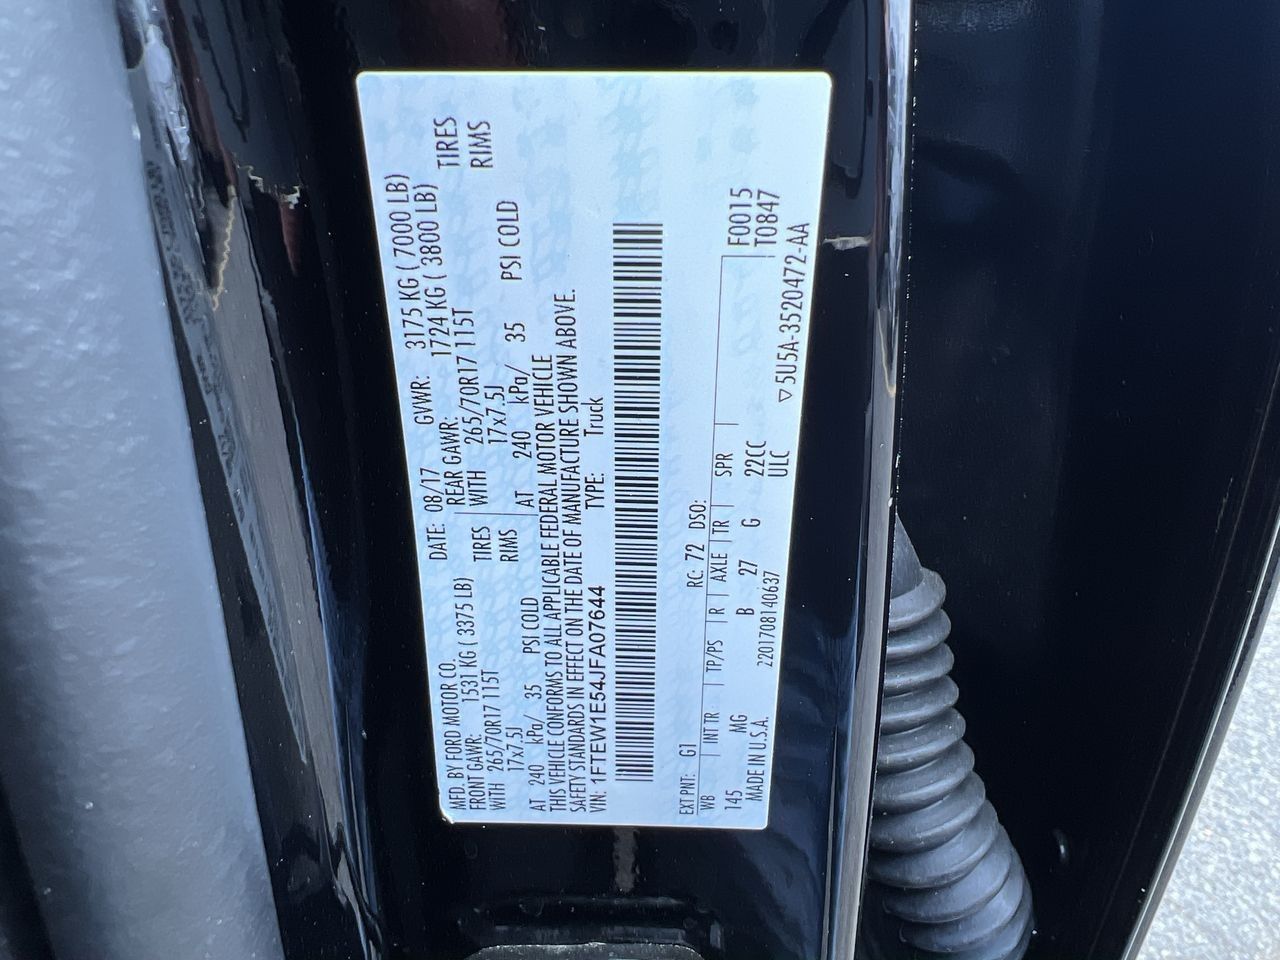 MFD. BY FORD MOTOR CO. DATE: 08/17 GVWR: 3175 KG ( 7000 LB)
FRONT GAWR: 1531 KG ( 3375 LB) REAR GAWR: 1724 KG ( 3800 LB)
WITH 265/70R17 115T TIRES WITH 265/70R17 115T TIRES
17x7.5J RIMS 17x7.5J RIMS
AT 240 kPa/ 35 PSI COLD AT 240 kPa/ 35 PSI COLD
THIS VEHICLE CONFORMS TO ALL APPLICABLE FEDERAL MOTOR VEHICLE
SAFETY STANDARDS IN EFFECT ON THE DATE OF MANUFACTURE SHOWN ABOVE.
VIN: 1FTEW1E54JFA07644 TYPE: Truck
EXT PNT: G1 RC: 72 DSO:
WB INT TR TP/PS R AXLE TR SPR F0015
145 MG B 27 G 22CC T0847
MADE IN U.S.A. 2201708140637 ULC ▽5U5A-3520472-AA